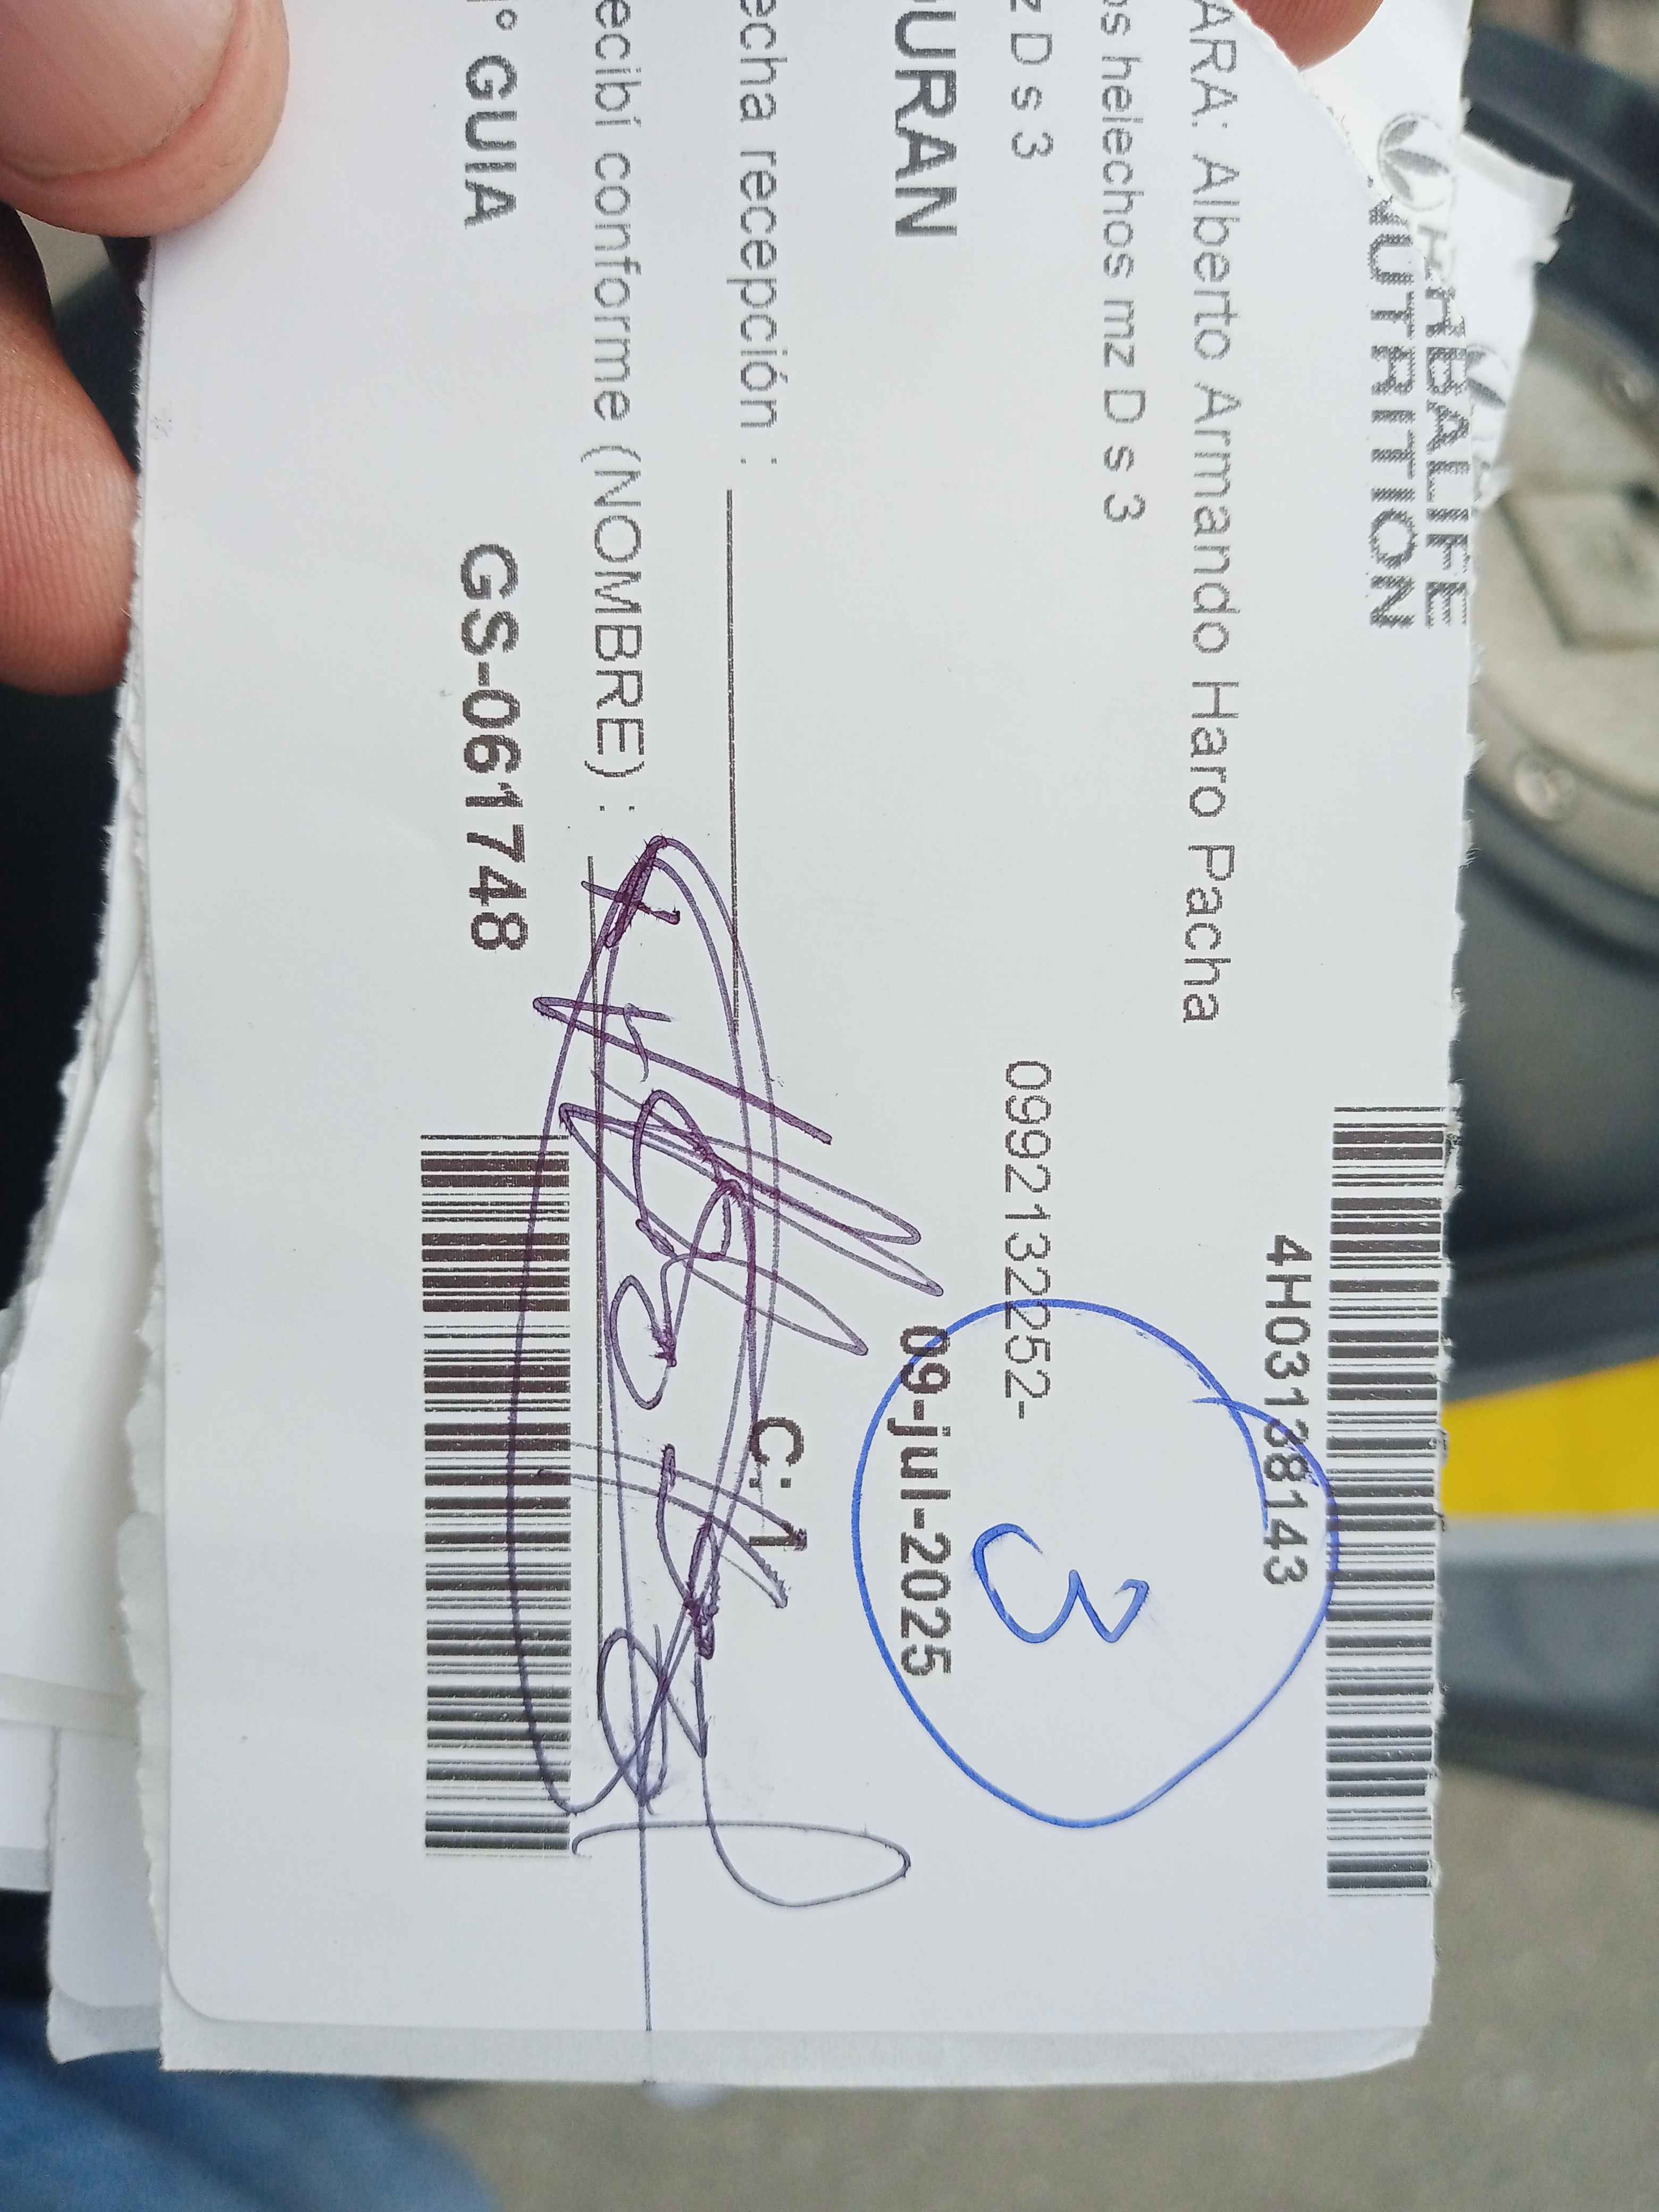 HERBALIFE
NUTRITION
4H03138143
ARA: Alberto Armando Haro Pacha
os helechos mz D s 3
z D s 3
0992132252-
3
DURAN
09-jul-2025
echa recepción :
C: 1
ecibí conforme (NOMBRE) :
N° GUIA
GS-061748